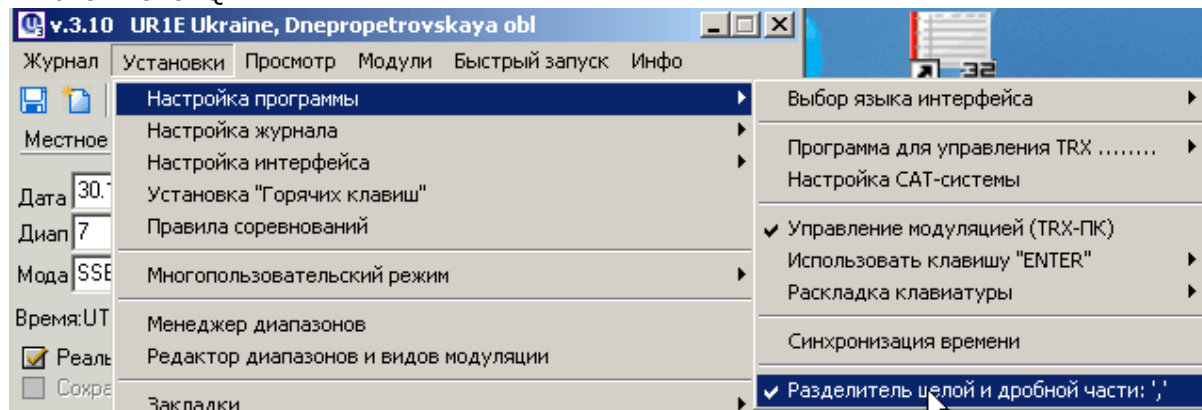 v.3.10 UR1E Ukraine, Dnepropetrovskaya obl
Журнал Установки Просмотр Модули Быстрый запуск Инфо
32
Настройка программы
Настройка журнала
Настройка интерфейса
Установка "Горячих клавиш"
Правила соревнований
Многопользовательский режим
Менеджер диапазонов
Редактор диапазонов и видов модуляции
Закладки
Выбор языка интерфейса
Программа для управления TRX ........
Настройка CAT-системы
Управление модуляцией (TRX-ПК)
Использовать клавишу "ENTER"
Раскладка клавиатуры
Синхронизация времени
Разделитель целой и дробной части: ','
Местное
Дата 30.
Диап 7
Мода SSB
Время:UT
Реаль
Сохра